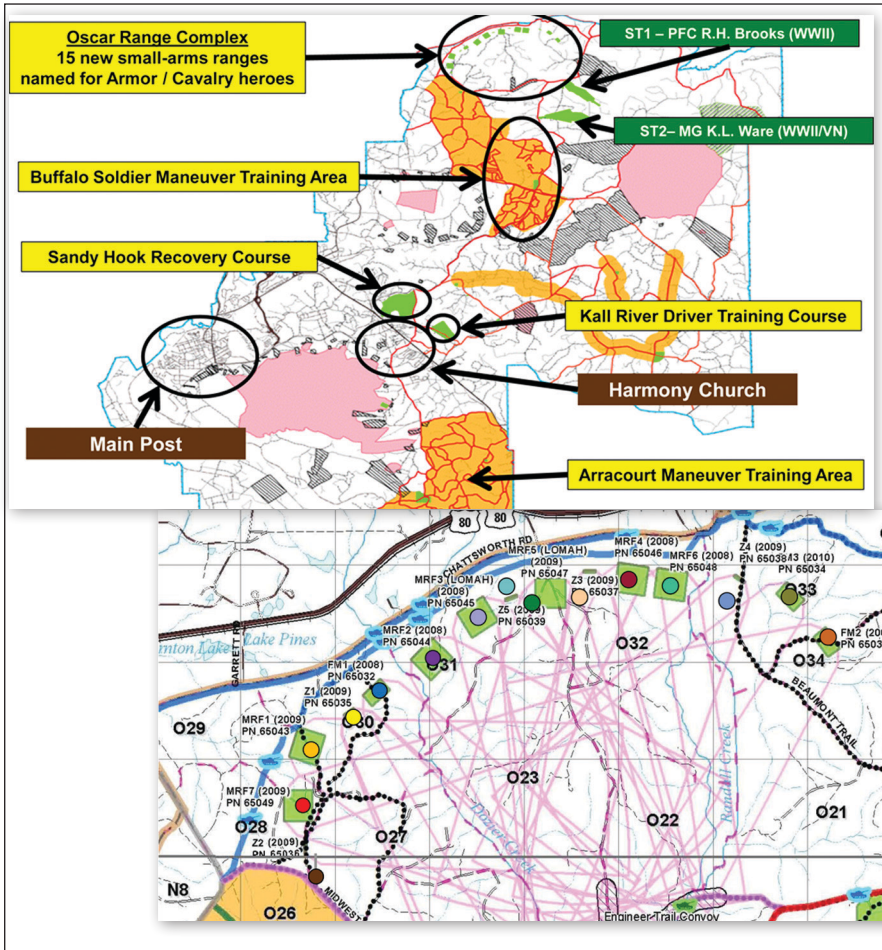 Oscar Range Complex
15 new small-arms ranges
named for Armor / Cavalry heroes
ST1 – PFC R.H. Brooks (WWII)
ST2– MG K.L. Ware (WWII/VN)
Buffalo Soldier Maneuver Training Area
Sandy Hook Recovery Course
Kall River Driver Training Course
Harmony Church
Main Post
Arracourt Maneuver Training Area
80
80
CHATTSWORTH RD
MRF4 (2008)
PN 65046
MRF5 (LOMAH)
(2009)
PN 65047
MRF6 (2008)
PN 65048
Z4 (2009)
PN 65038
A3 (2010)
PN 65034
O33
MRF3 (LOMAH)
(2008)
PN 65045
Z3 (2009)
65037
Z5
PN 65039
MRF2 (2008)
PN 65044
O32
O31
O34
Lake Pines
GARRETT RD
FM1 (2008)
PN 65032
Z1 (2009)
PN 65035
O30
O29
MRF1 (2009)
PN 65043
BEAUMONT TRAIL
O23
Randall Creek
MRF7 (2009)
PN 65049
O28
O27
O22
O21
Z2 (2009)
PN 65036
N8
MIDWEST
O26
Engineer Trail Convoy